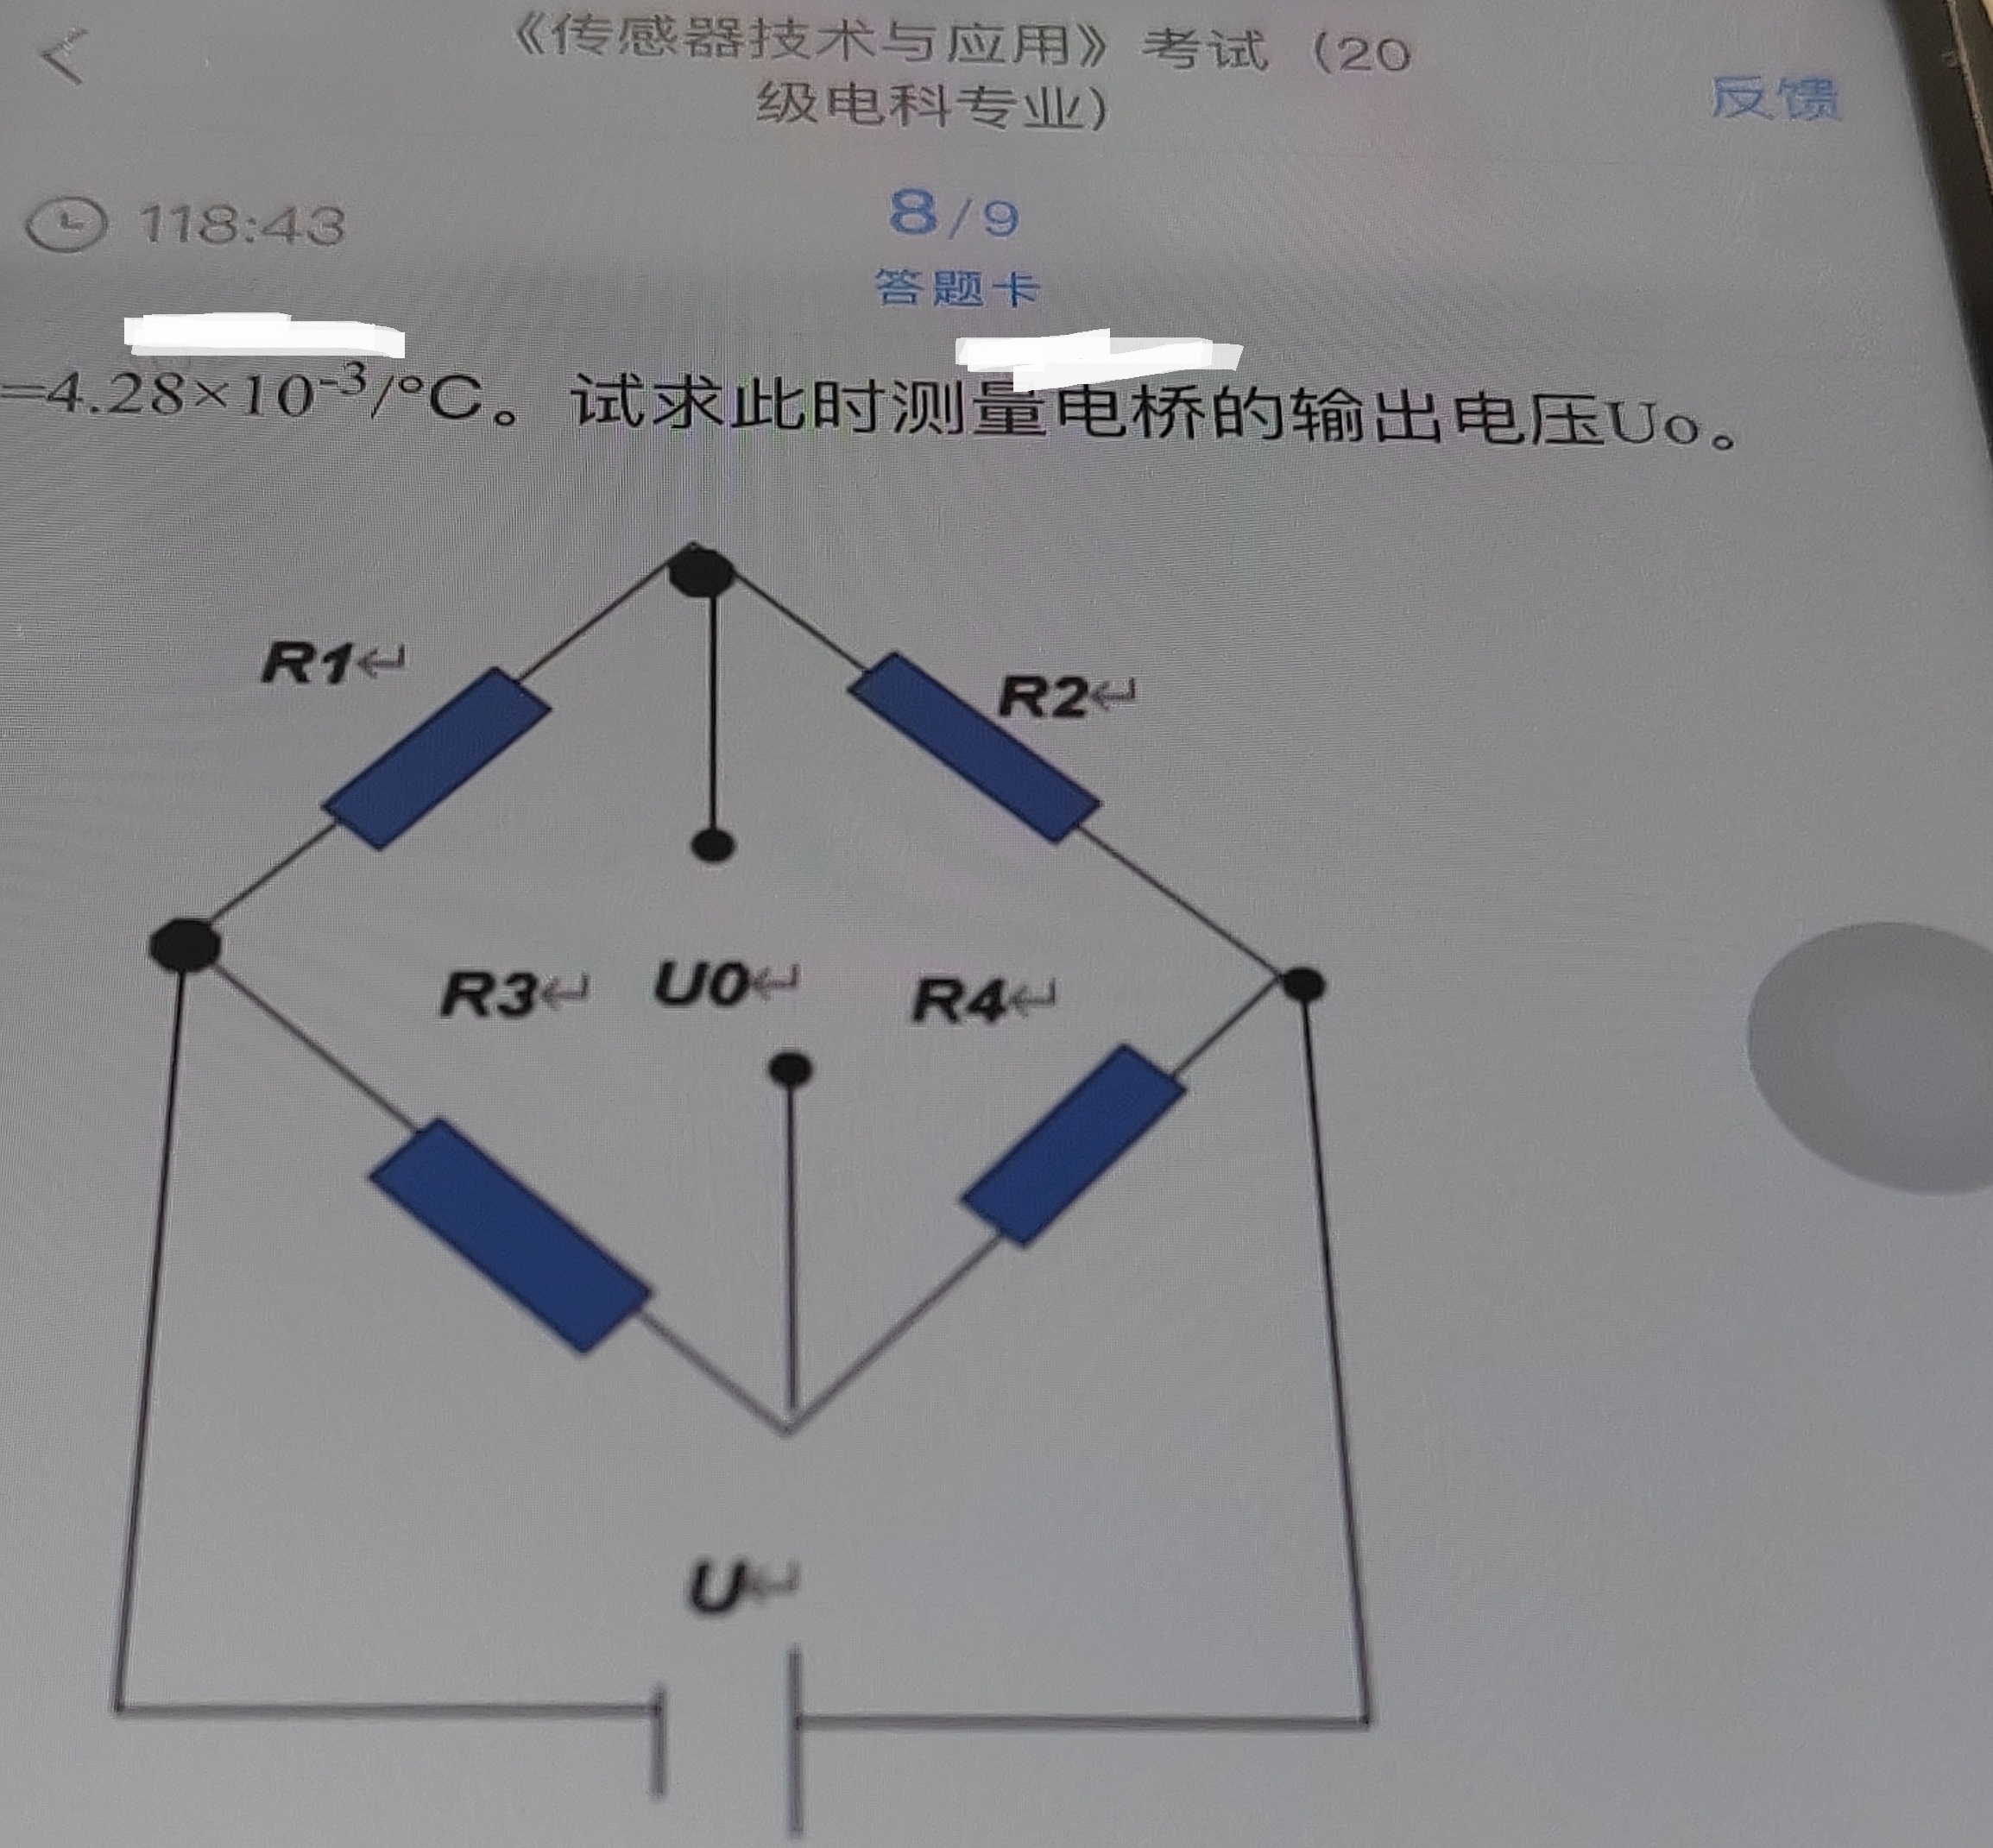 《传感器技术与应用》考试（20
级电科专业）
反馈
118:43
8/9
答题卡
=4.28×10⁻³/°C。试求此时测量电桥的输出电压Uo。
R1↵
R2↵
R3↵ U0↵ R4↵
U↵